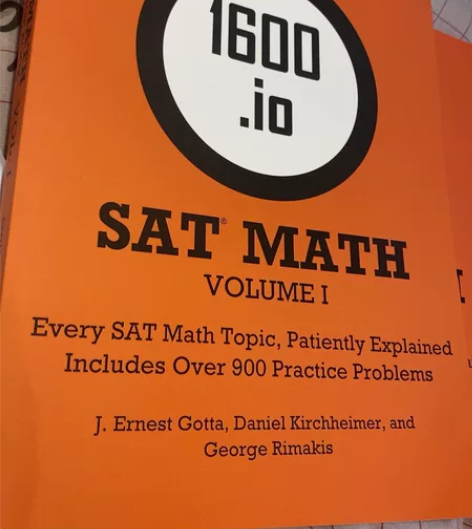 1600
.io
SAT® MATH
VOLUME I
Every SAT Math Topic, Patiently Explained
Includes Over 900 Practice Problems
J. Ernest Gotta, Daniel Kirchheimer, and
George Rimakis